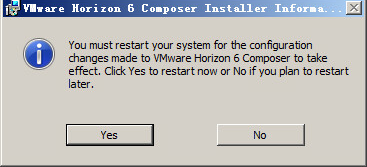 VMware Horizon 6 Composer Installer Informa...
You must restart your system for the configuration
changes made to VMware Horizon 6 Composer to take
effect. Click Yes to restart now or No if you plan to restart
later.
Yes
No